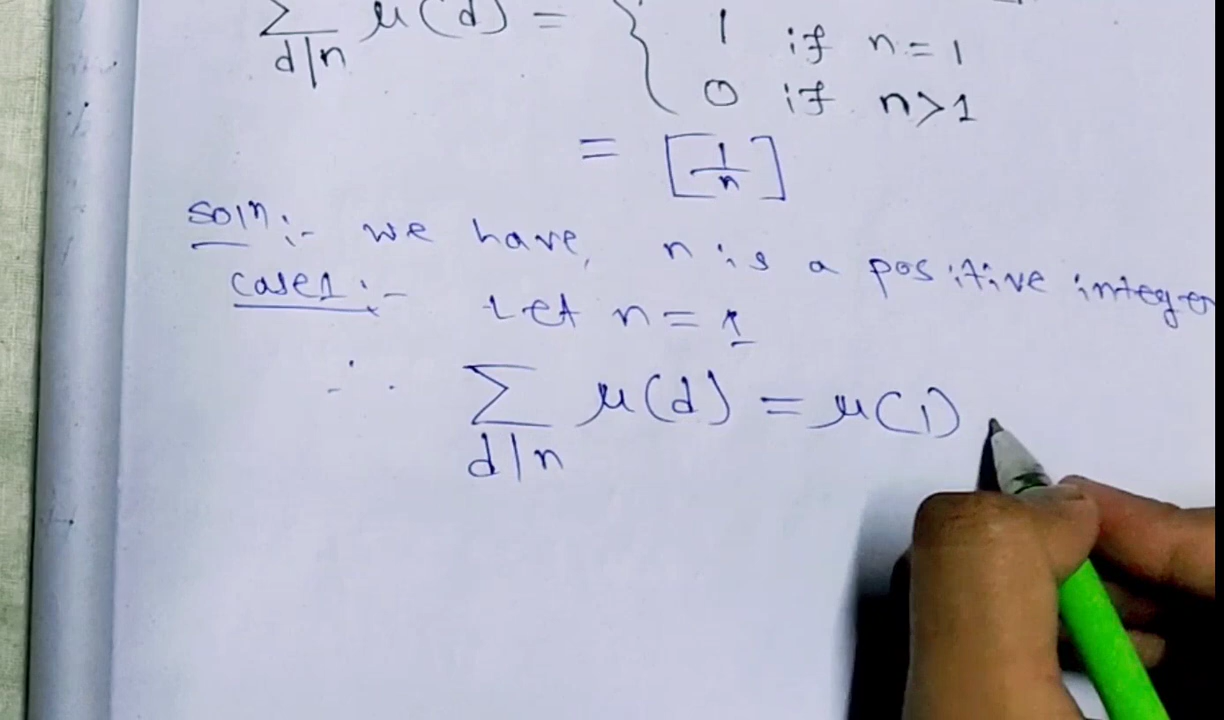 ∑ μ(d) = { 1 if n = 1
d|n 0 if n>1
= [1/n]
Soln:- we have, n is a positive integer
Case1:- Let n = 1
∴ ∑ μ(d) = μ(1)
d|n